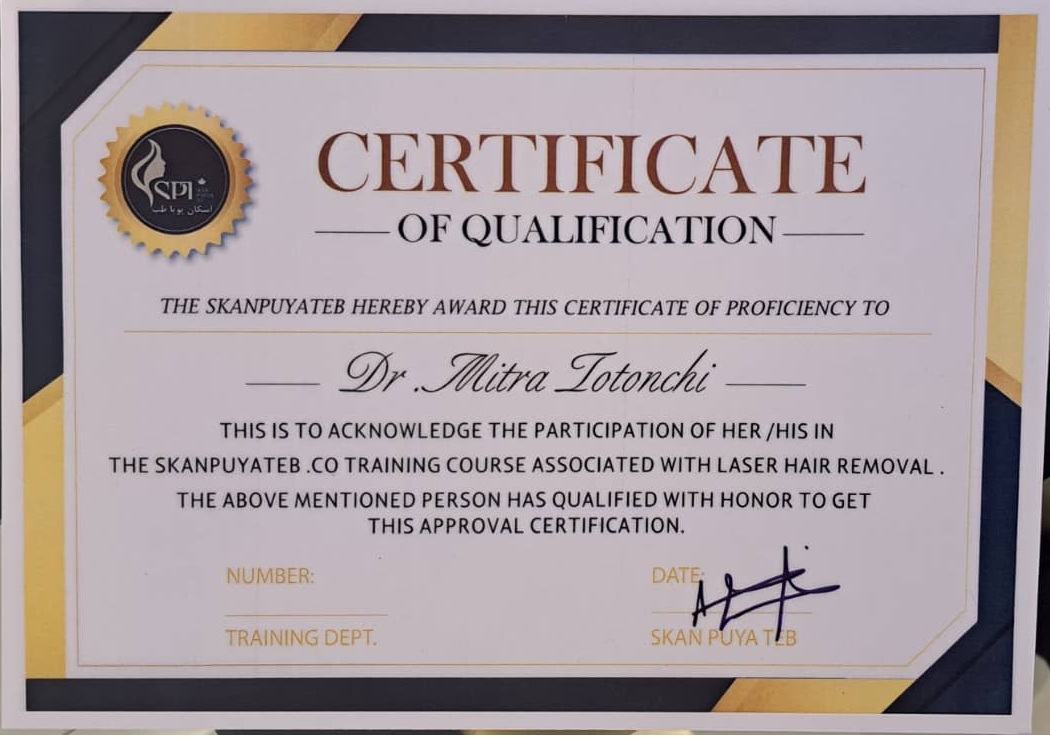 SPI
اسکان پویا طب
CERTIFICATE
OF QUALIFICATION
THE SKANPUYATEB HEREBY AWARD THIS CERTIFICATE OF PROFICIENCY TO
Dr .Mitra Totonchi
THIS IS TO ACKNOWLEDGE THE PARTICIPATION OF HER /HIS IN
THE SKANPUYATEB .CO TRAINING COURSE ASSOCIATED WITH LASER HAIR REMOVAL .
THE ABOVE MENTIONED PERSON HAS QUALIFIED WITH HONOR TO GET
THIS APPROVAL CERTIFICATION.
NUMBER: DATE:
TRAINING DEPT. SKAN PUYA TEB